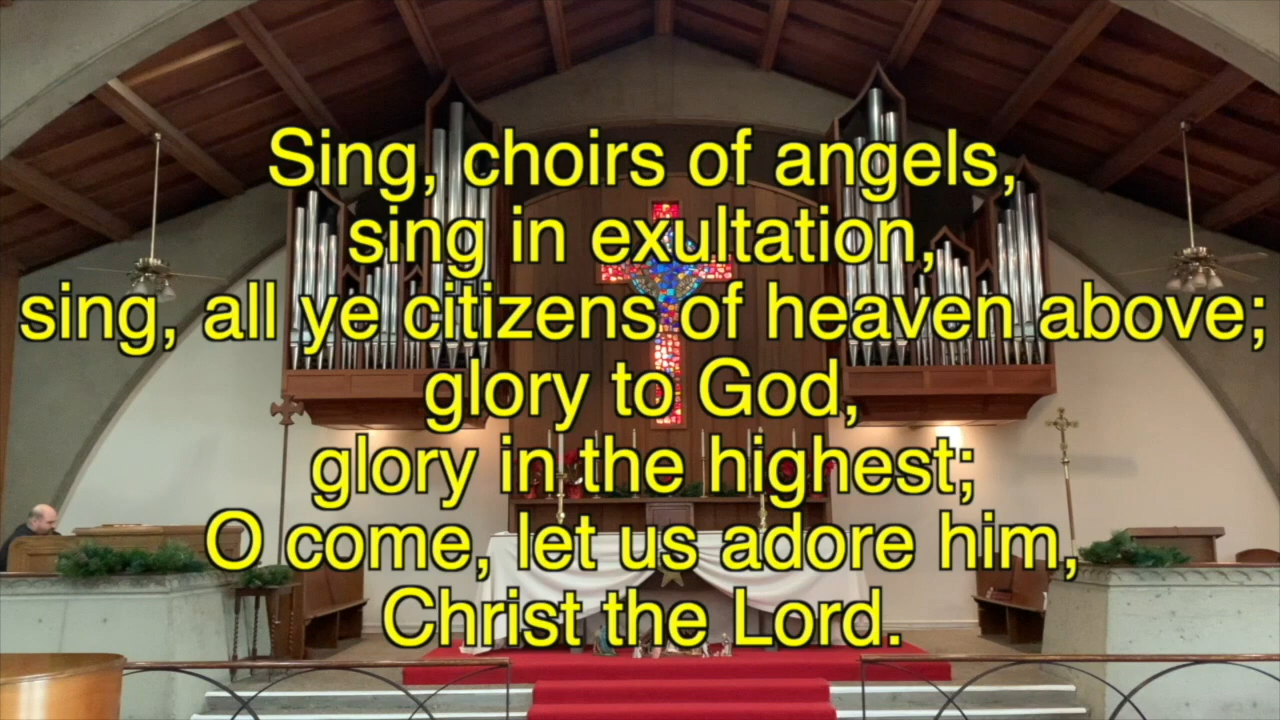 Sing, choirs of angels,
sing in exultation,
sing, all ye citizens of heaven above;
glory to God,
glory in the highest;
O come, let us adore him,
Christ the Lord.